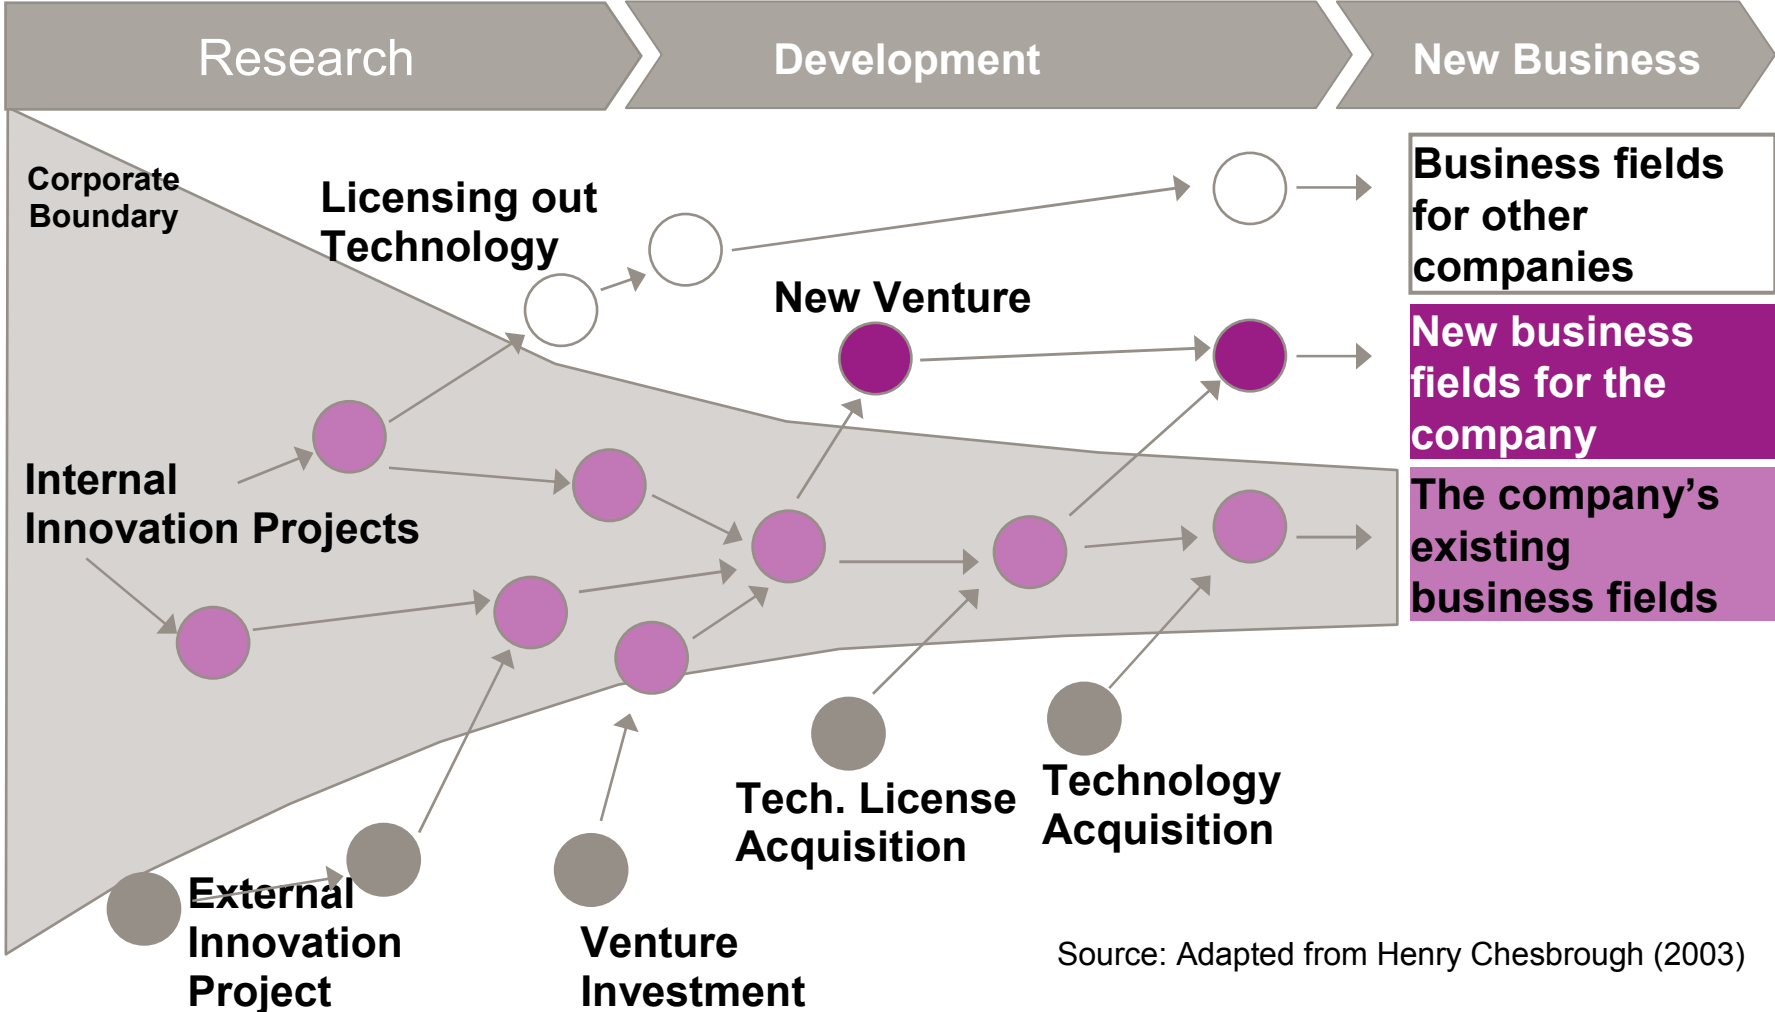 Research
Development
New Business
Corporate
Boundary
Licensing out
Technology
New Venture
Business fields
for other
companies
New business
fields for the
company
The company’s
existing
business fields
Internal
Innovation Projects
Tech. License
Acquisition
Technology
Acquisition
External
Innovation
Project
Venture
Investment
Source: Adapted from Henry Chesbrough (2003)